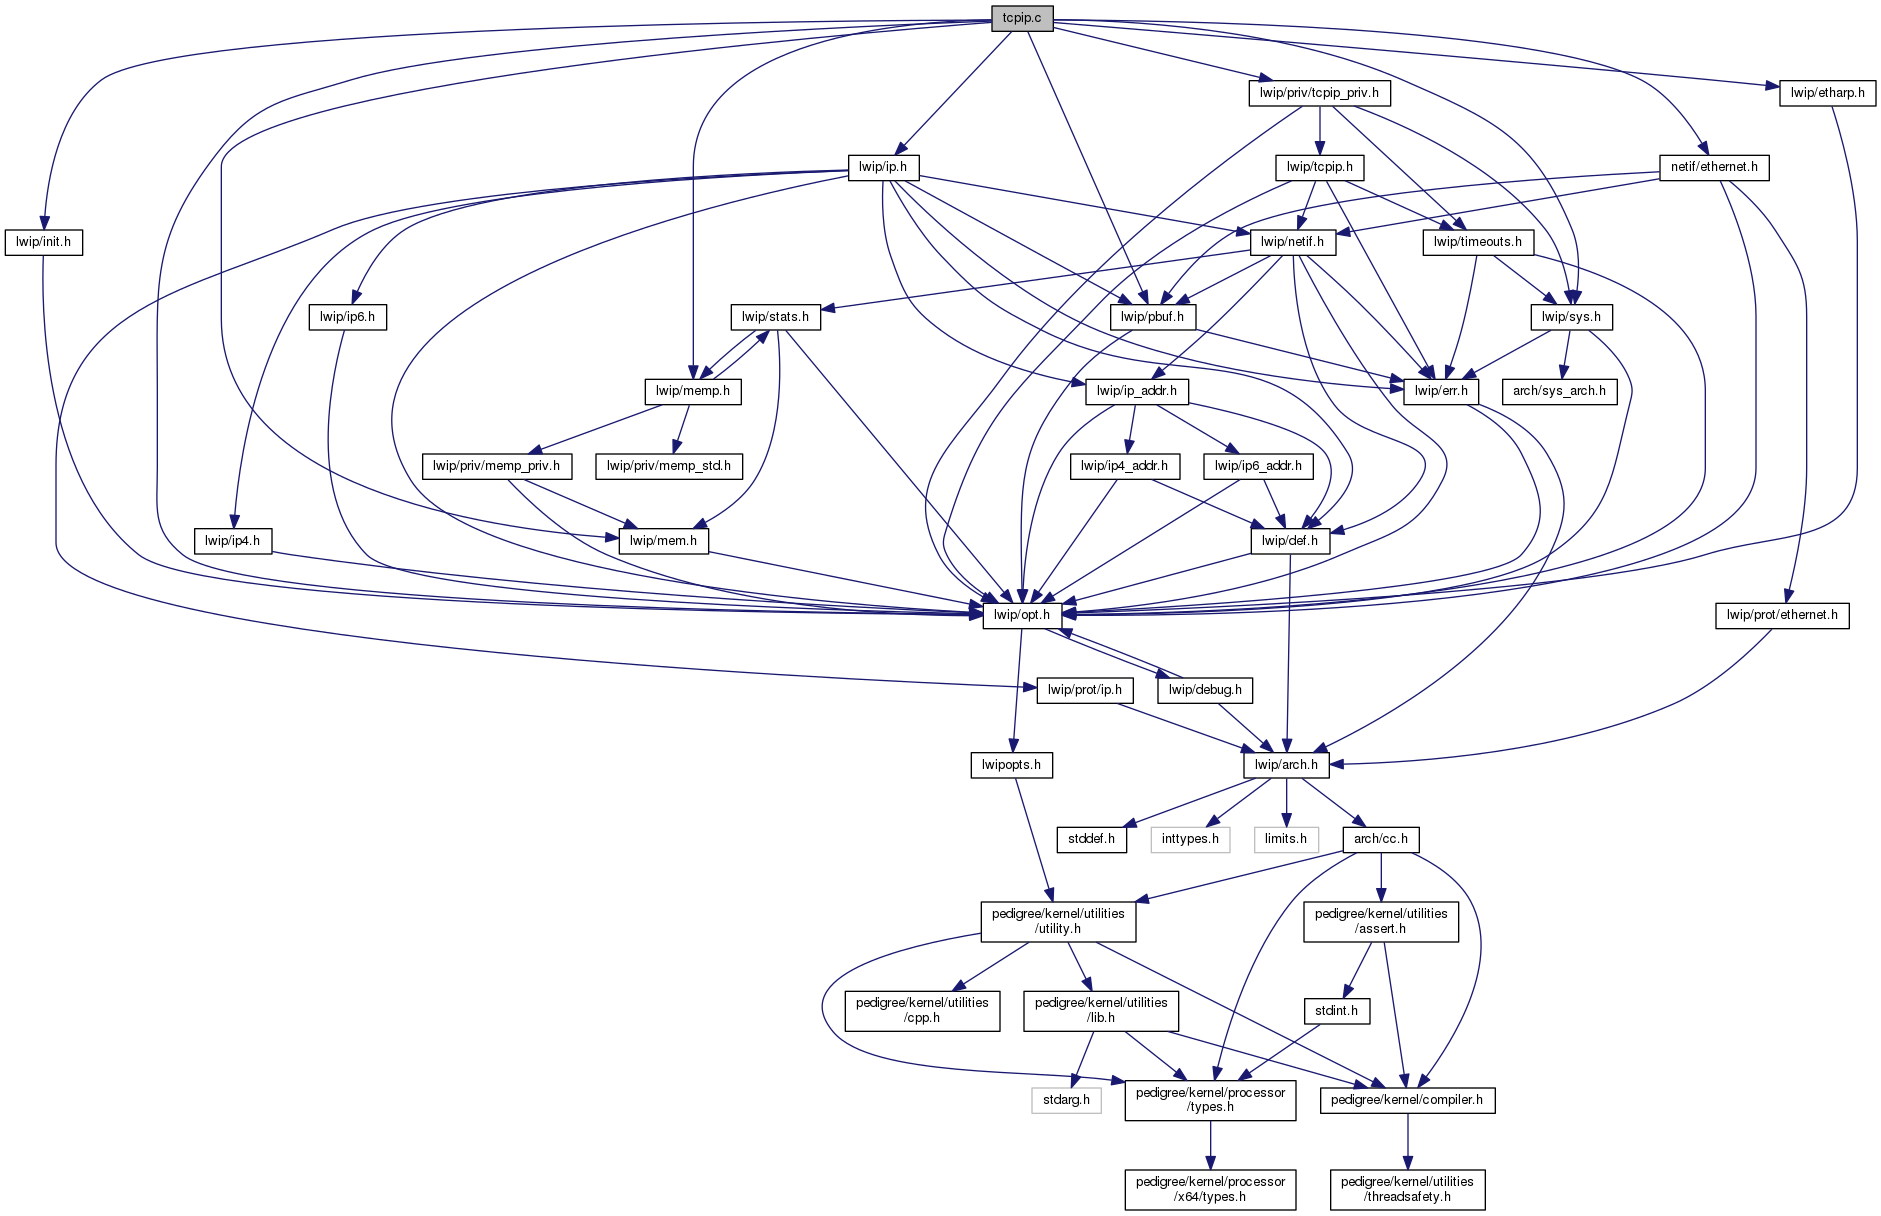 tcpip.c
lwip/priv/tcpip_priv.h
lwip/etharp.h
lwip/ip.h
lwip/tcpip.h
netif/ethernet.h
lwip/init.h
lwip/netif.h
lwip/timeouts.h
lwip/ip6.h
lwip/stats.h
lwip/pbuf.h
lwip/sys.h
lwip/memp.h
lwip/ip_addr.h
lwip/err.h
arch/sys_arch.h
lwip/priv/memp_priv.h
lwip/priv/memp_std.h
lwip/ip4_addr.h
lwip/ip6_addr.h
lwip/ip4.h
lwip/mem.h
lwip/def.h
lwip/opt.h
lwip/prot/ethernet.h
lwip/prot/ip.h
lwip/debug.h
lwipopts.h
lwip/arch.h
stddef.h
inttypes.h
limits.h
arch/cc.h
pedigree/kernel/utilities
/utility.h
pedigree/kernel/utilities
/assert.h
pedigree/kernel/utilities
/cpp.h
pedigree/kernel/utilities
/lib.h
stdint.h
stdarg.h
pedigree/kernel/processor
/types.h
pedigree/kernel/compiler.h
pedigree/kernel/processor
/x64/types.h
pedigree/kernel/utilities
/threadsafety.h